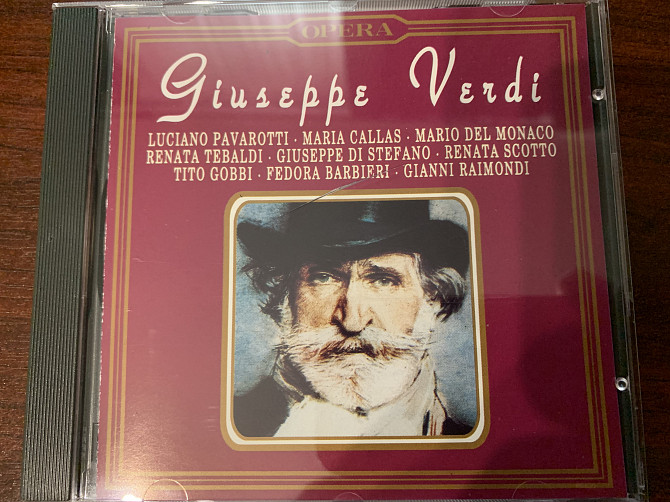 OPERA
Giuseppe Verdi
LUCIANO PAVAROTTI · MARIA CALLAS · MARIO DEL MONACO
RENATA TEBALDI · GIUSEPPE DI STEFANO · RENATA SCOTTO
TITO GOBBI · FEDORA BARBIERI · GIANNI RAIMONDI